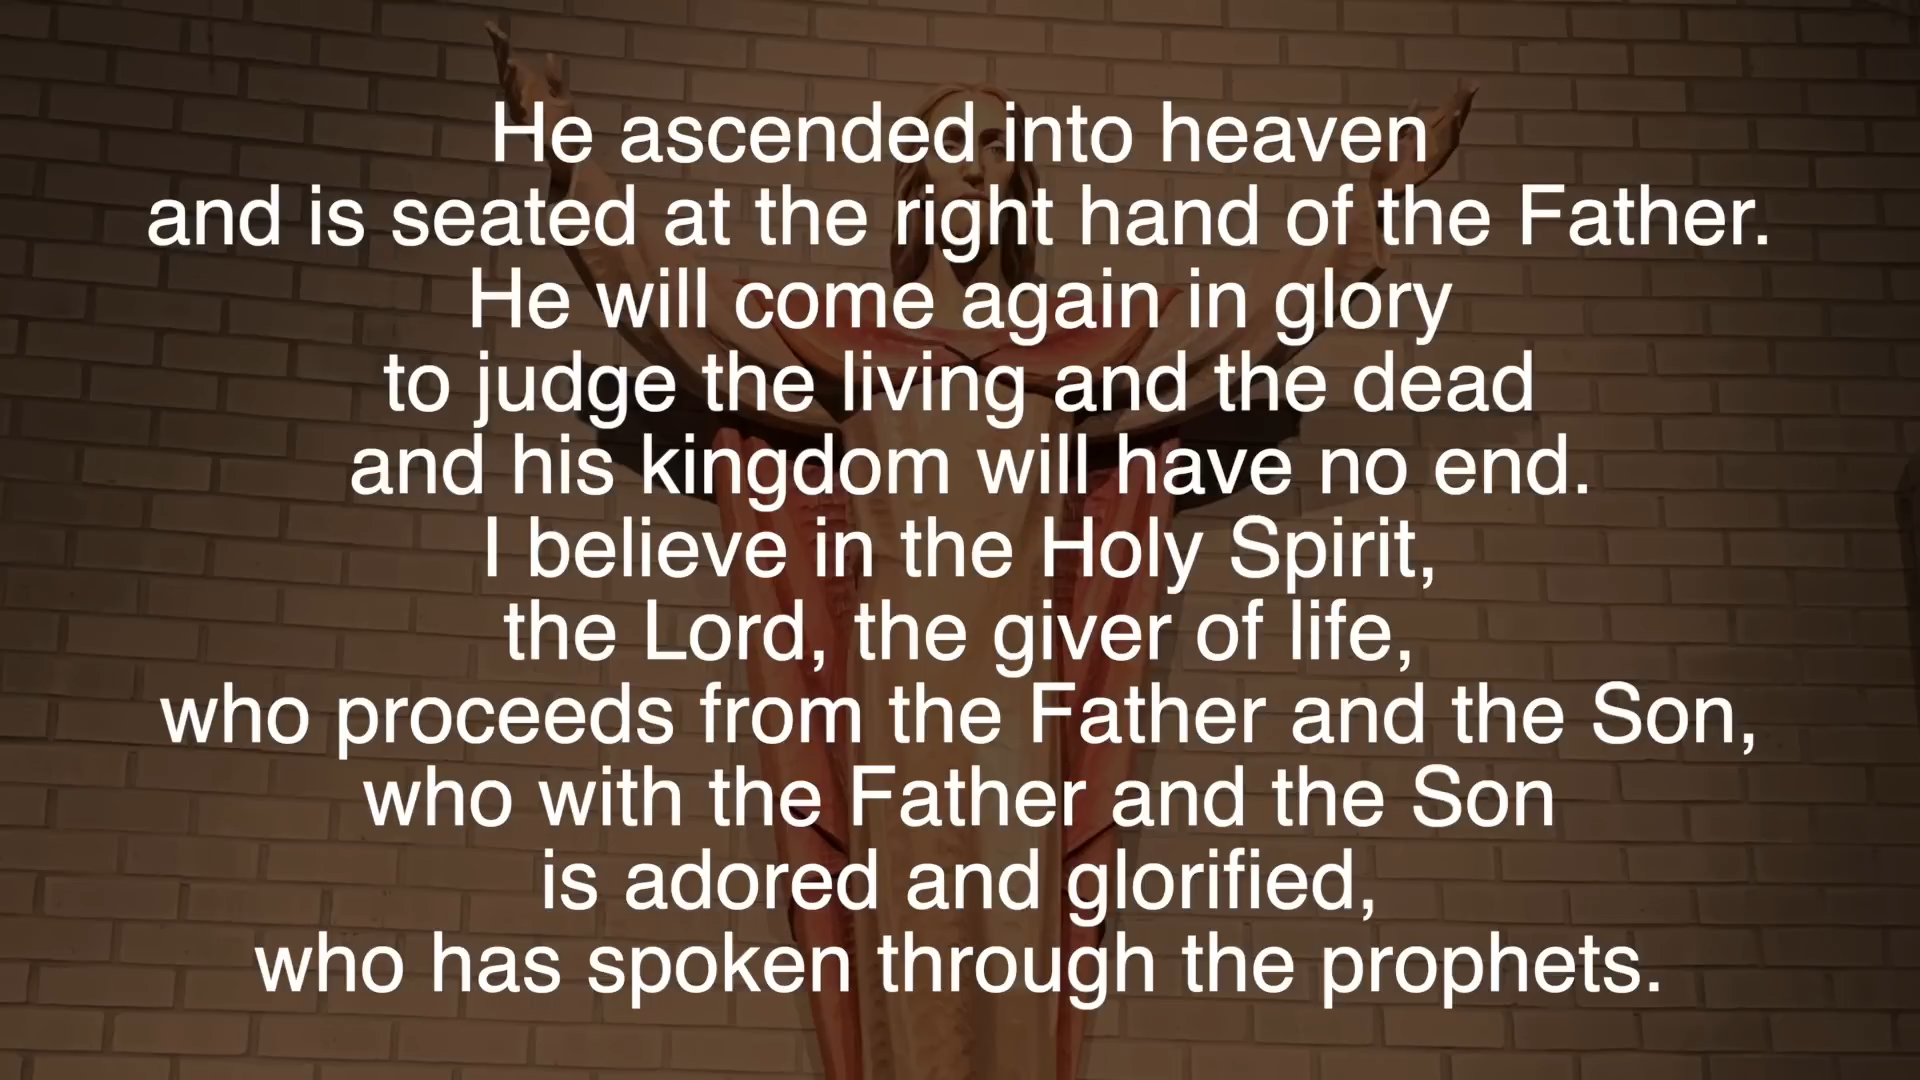 He ascended into heaven
and is seated at the right hand of the Father.
He will come again in glory
to judge the living and the dead
and his kingdom will have no end.
I believe in the Holy Spirit,
the Lord, the giver of life,
who proceeds from the Father and the Son,
who with the Father and the Son
is adored and glorified,
who has spoken through the prophets.